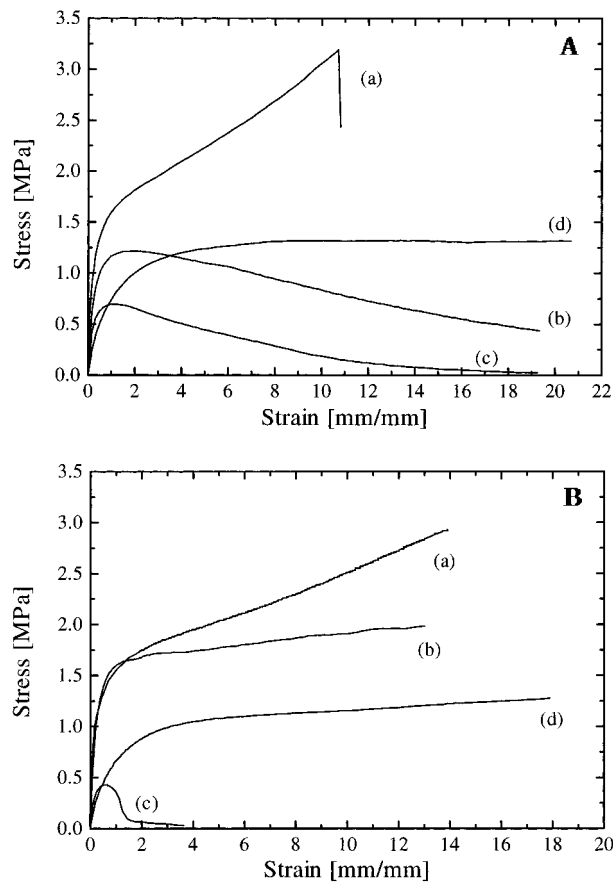 A
3.5
3.0
2.5
2.0
1.5
1.0
0.5
0.0
Stress [MPa]
(a)
(d)
(b)
(c)
0 2 4 6 8 10 12 14 16 18 20 22
Strain [mm/mm]
B
3.5
3.0
2.5
2.0
1.5
1.0
0.5
0.0
Stress [MPa]
(a)
(b)
(d)
(c)
0 2 4 6 8 10 12 14 16 18 20
Strain [mm/mm]